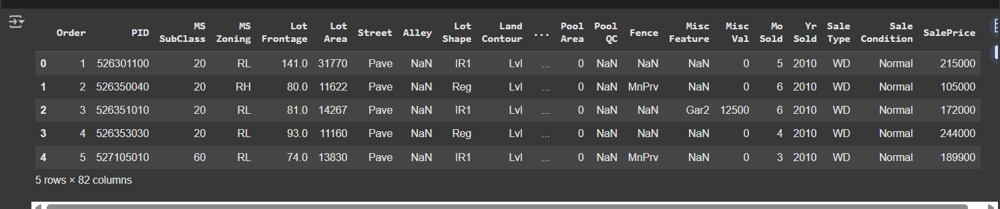 Order PID MS SubClass MS Zoning Lot Frontage Lot Area Street Alley Lot Shape Land Contour ... Pool Area Pool QC Fence Misc Feature Misc Val Mo Sold Yr Sold Sale Type Sale Condition SalePrice
0 1 526301100 20 RL 141.0 31770 Pave NaN IR1 Lvl ... 0 NaN NaN NaN 0 5 2010 WD Normal 215000
1 2 526350040 20 RH 80.0 11622 Pave NaN Reg Lvl ... 0 NaN MnPrv NaN 0 6 2010 WD Normal 105000
2 3 526351010 20 RL 81.0 14267 Pave NaN IR1 Lvl ... 0 NaN NaN Gar2 12500 6 2010 WD Normal 172000
3 4 526353030 20 RL 93.0 11160 Pave NaN Reg Lvl ... 0 NaN NaN NaN 0 4 2010 WD Normal 244000
4 5 527105010 60 RL 74.0 13830 Pave NaN IR1 Lvl ... 0 NaN MnPrv NaN 0 3 2010 WD Normal 189900
5 rows × 82 columns